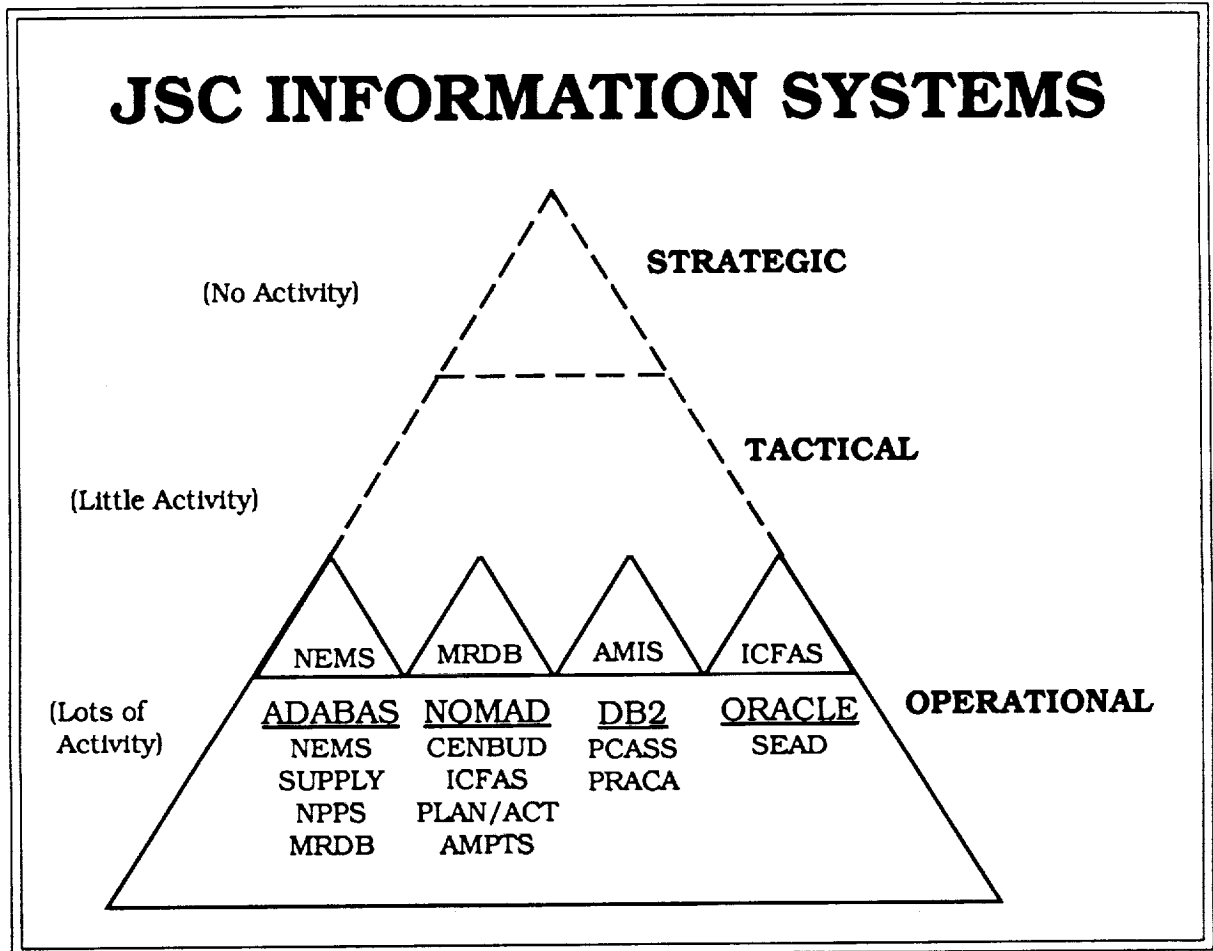 JSC INFORMATION SYSTEMS
STRATEGIC
(No Activity)
TACTICAL
(Little Activity)
NEMS MRDB AMIS ICFAS
(Lots of
Activity)
OPERATIONAL
ADABAS NOMAD DB2 ORACLE
NEMS CENBUD PCASS SEAD
SUPPLY ICFAS PRACA
NPPS PLAN/ACT
MRDB AMPTS